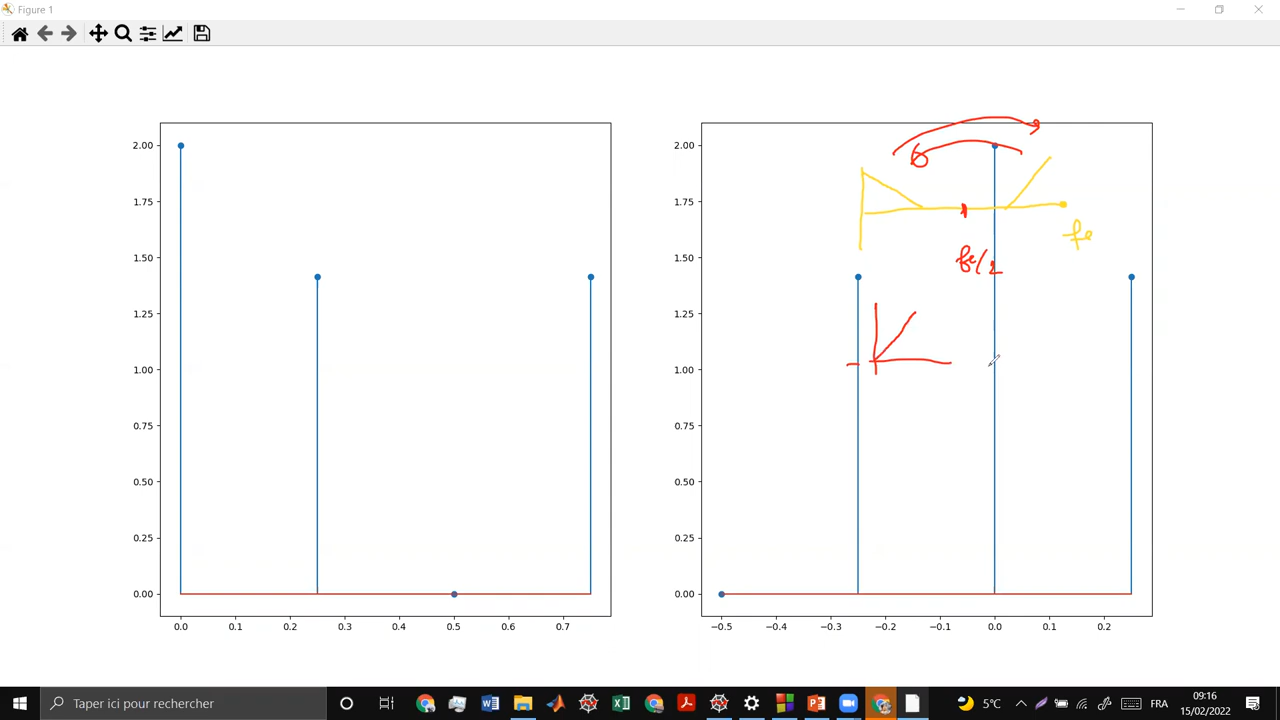 Figure 1
2.00
1.75
1.50
1.25
1.00
0.75
0.50
0.25
0.00
0.0 0.1 0.2 0.3 0.4 0.5 0.6 0.7
2.00
1.75
1.50
1.25
1.00
0.75
0.50
0.25
0.00
−0.5 −0.4 −0.3 −0.2 −0.1 0.0 0.1 0.2
fe
fe/2
Taper ici pour rechercher
5°C
FRA
09:16
15/02/2022